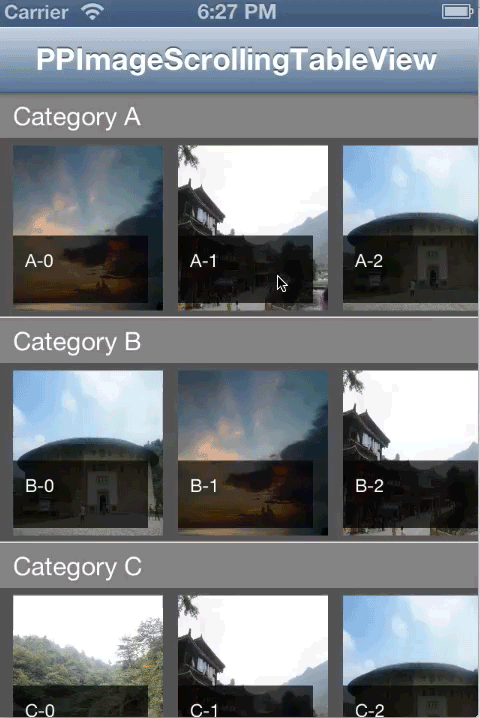 Carrier 6:27 PM
PPImageScrollingTableView
Category A
A-0 A-1 A-2
Category B
B-0 B-1 B-2
Category C
C-0 C-1 C-2